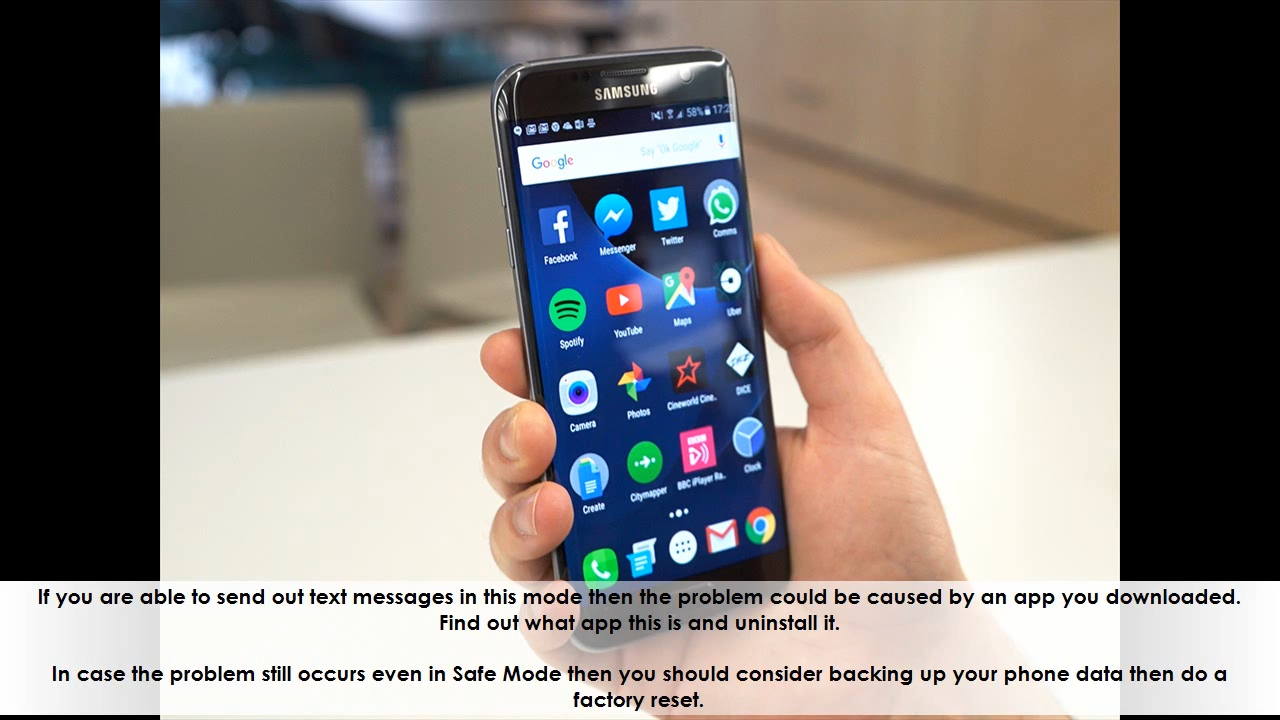 SAMSUNG
58% 17:2
Google Say "Ok Google"
Facebook Messenger Twitter Comms
Spotify YouTube Maps Uber
Camera Photos Cineworld Cine.. DICE
BBC
Create Citymapper BBC iPlayer Ra.. Clock
If you are able to send out text messages in this mode then the problem could be caused by an app you downloaded.
Find out what app this is and uninstall it.
In case the problem still occurs even in Safe Mode then you should consider backing up your phone data then do a
factory reset.